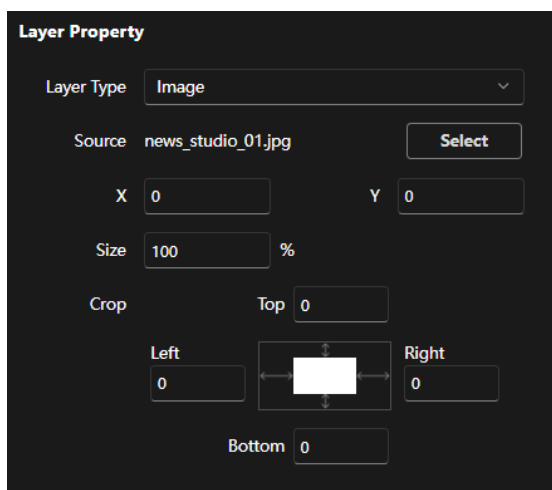 Layer Property
Layer Type Image
Source news_studio_01.jpg Select
X 0 Y 0
Size 100 %
Crop Top 0
Left Right
0 0
Bottom 0